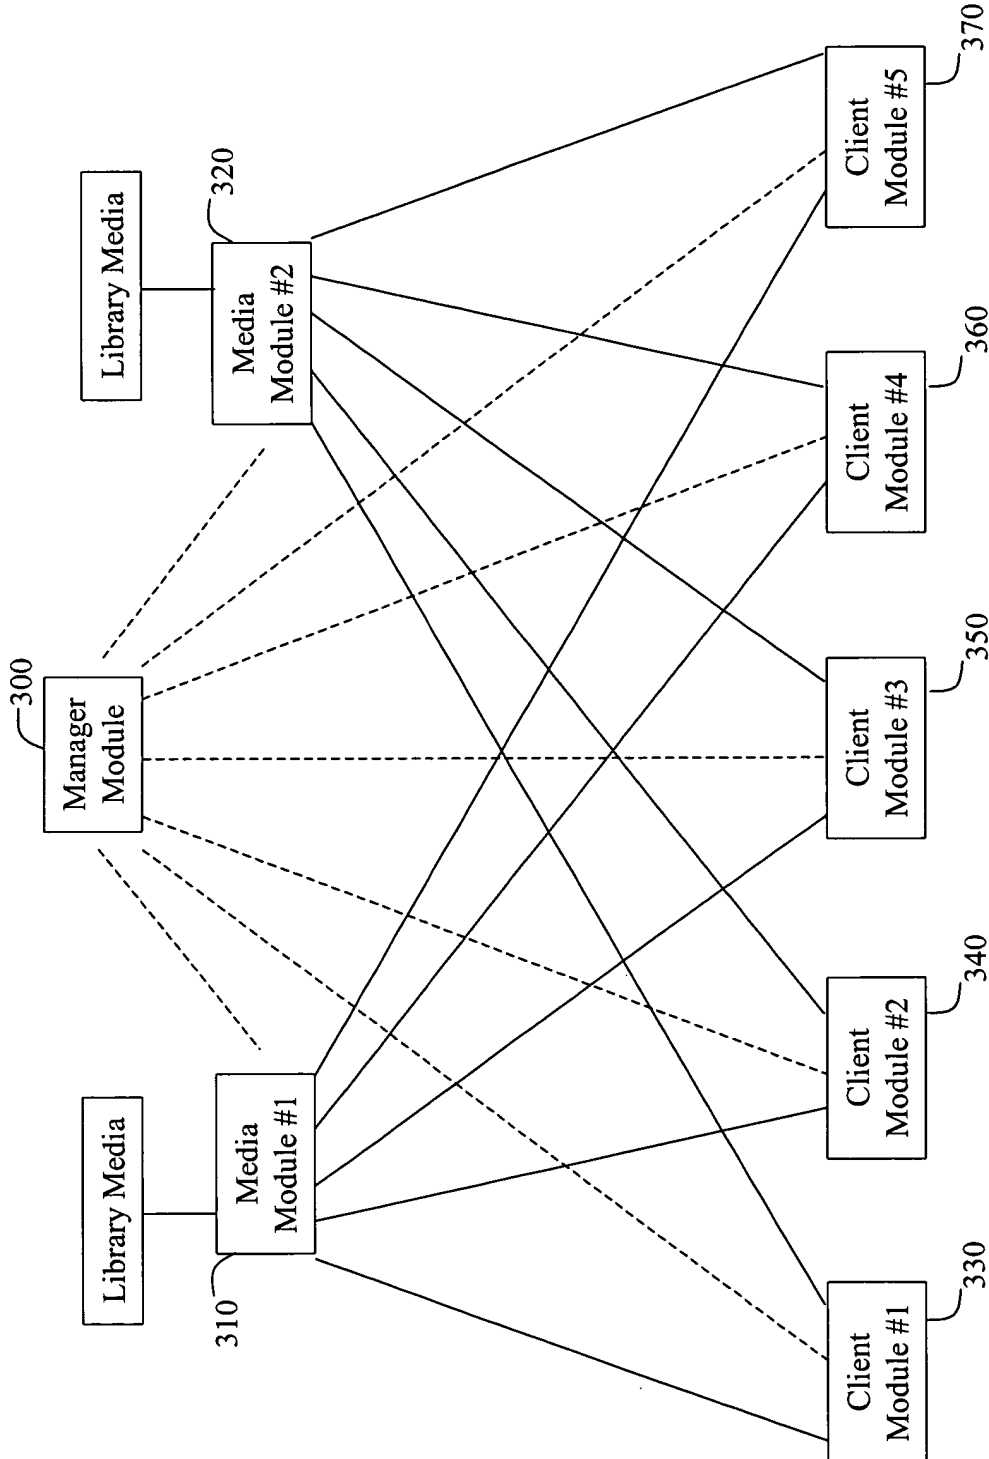 300
Manager
Module
Library Media
Library Media
310
Media
Module #1
320
Media
Module #2
Client
Module #1
330
Client
Module #2
340
Client
Module #3
350
Client
Module #4
360
Client
Module #5
370